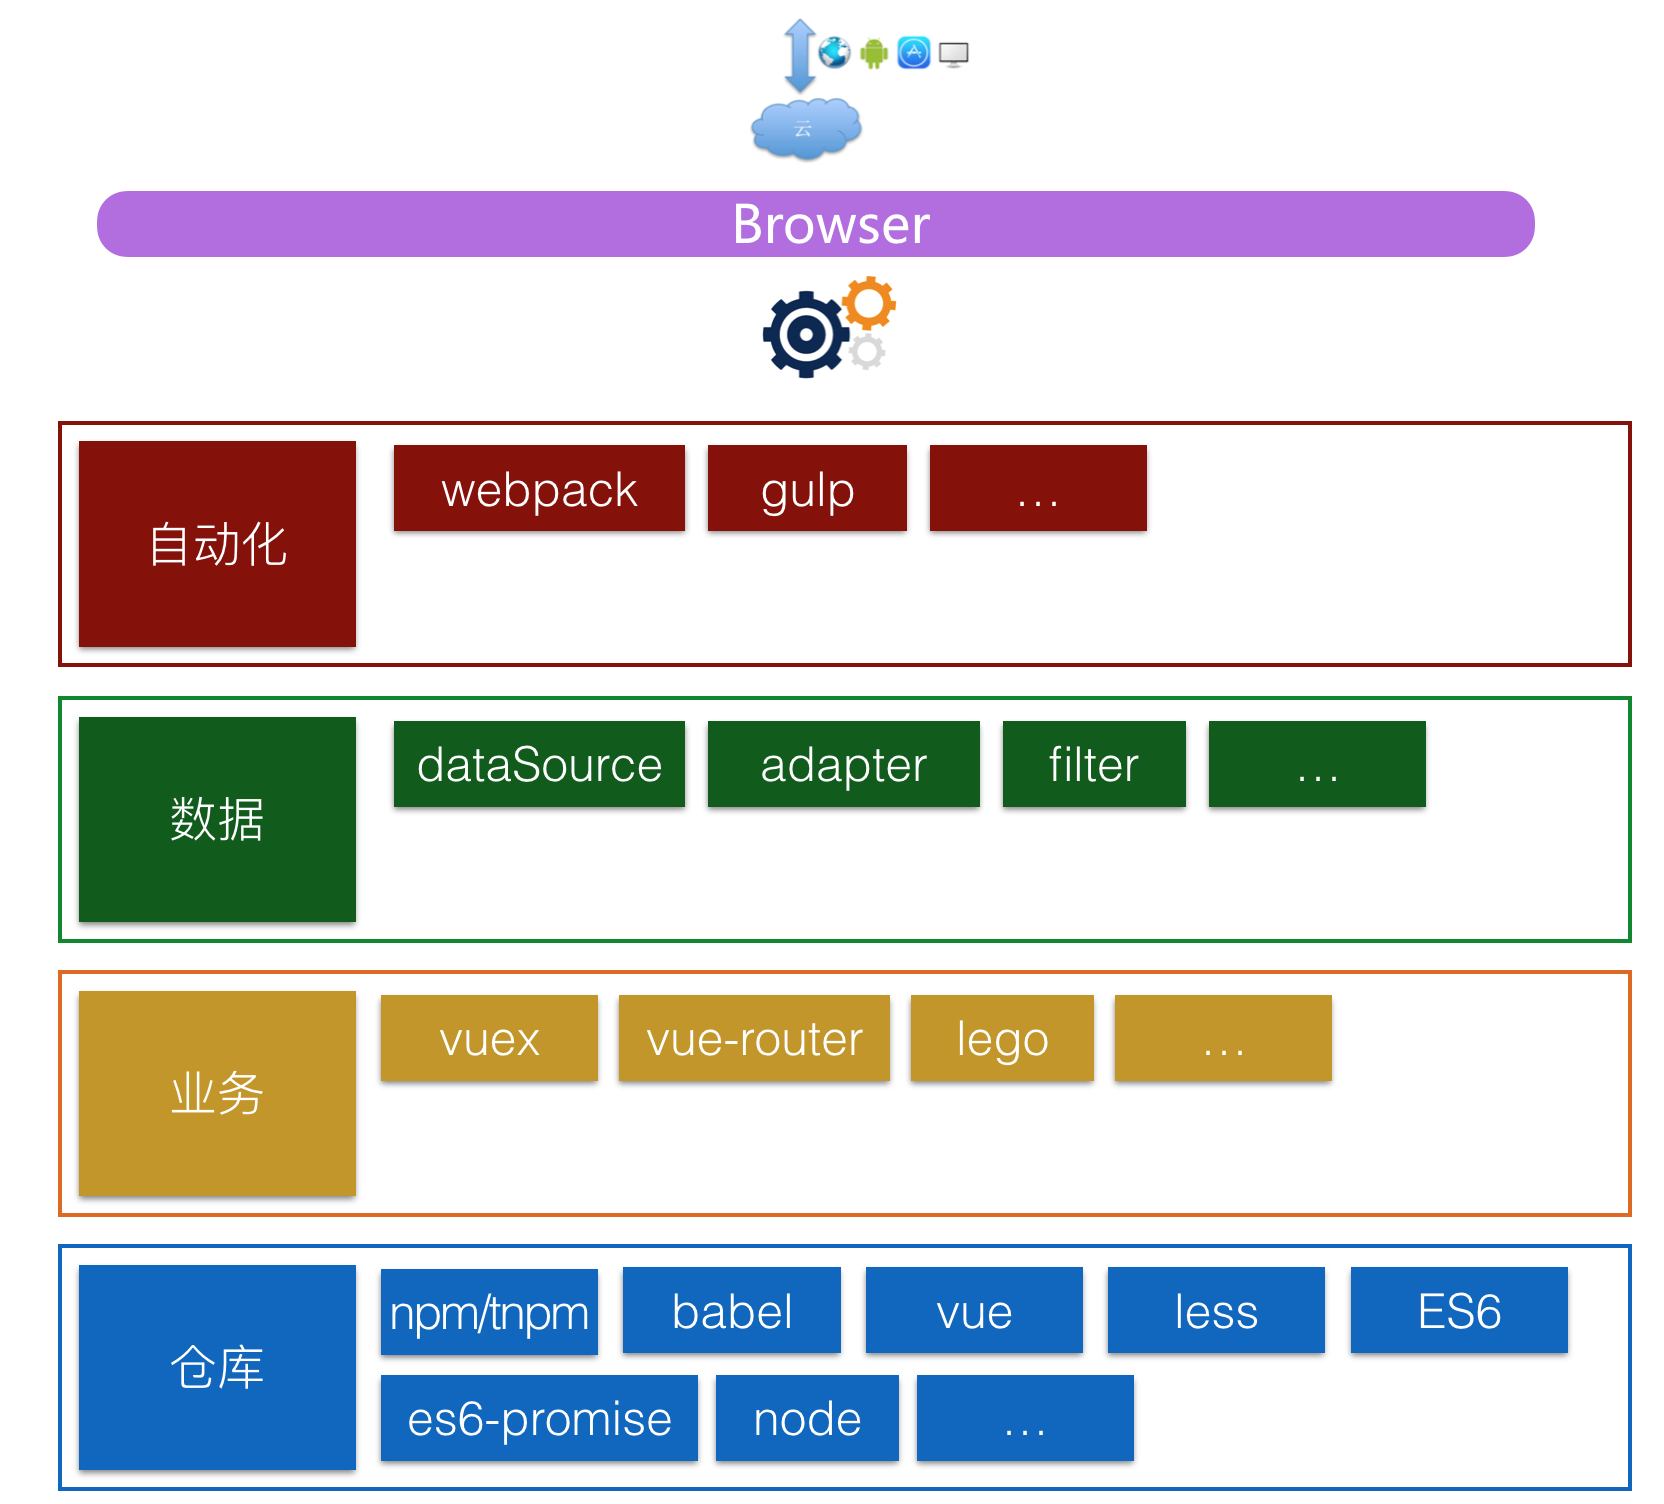 云
Browser
自动化
webpack
gulp
...
数据
dataSource
adapter
filter
...
业务
vuex
vue-router
lego
...
仓库
npm/tnpm
babel
vue
less
ES6
es6-promise
node
...